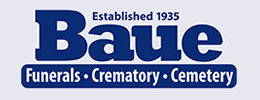 Established 1935
Baue
Funerals • Crematory • Cemetery